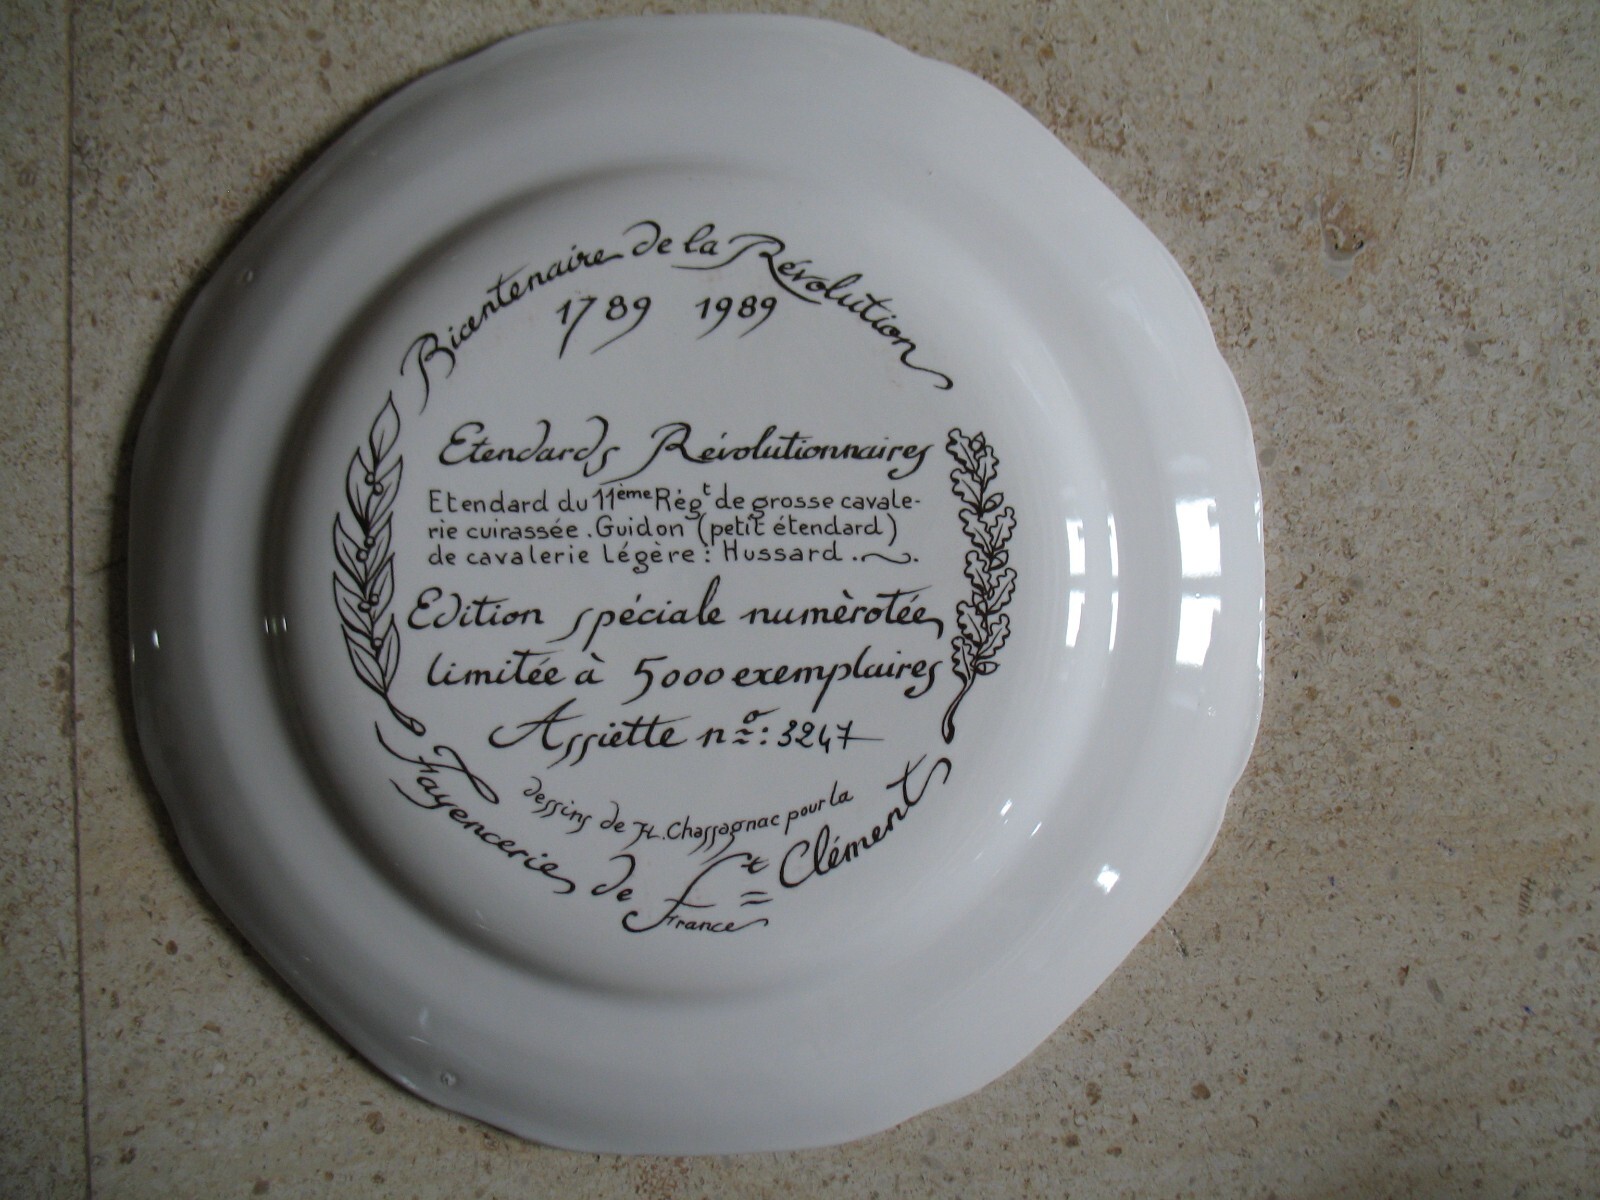 Bicentenaire de la Révolution
1789 1989
Etendards Révolutionnaires
Etendard du 11ème Régt de grosse cavale-
rie cuirassée. Guidon (petit étendard)
de cavalerie légère : Hussard.
Edition spéciale numèrotée
limitée à 5000 exemplaires
Assiette no: 3247
dessins de H. Chassagnac pour la
Fayencerie de St Clément
France